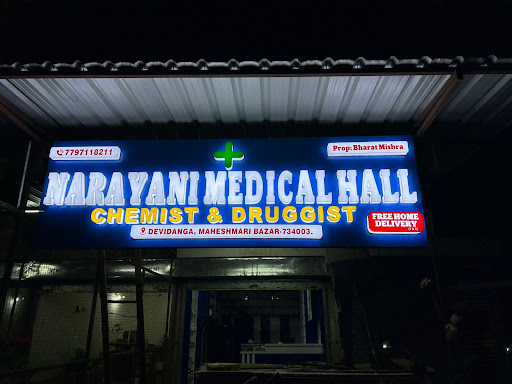 7797118211
Prop: Bharat Mishra
NARAYANI MEDICAL HALL
CHEMIST & DRUGGIST
DEVIDANGA, MAHESHMARI BAZAR-734003.
FREE HOME
DELIVERY